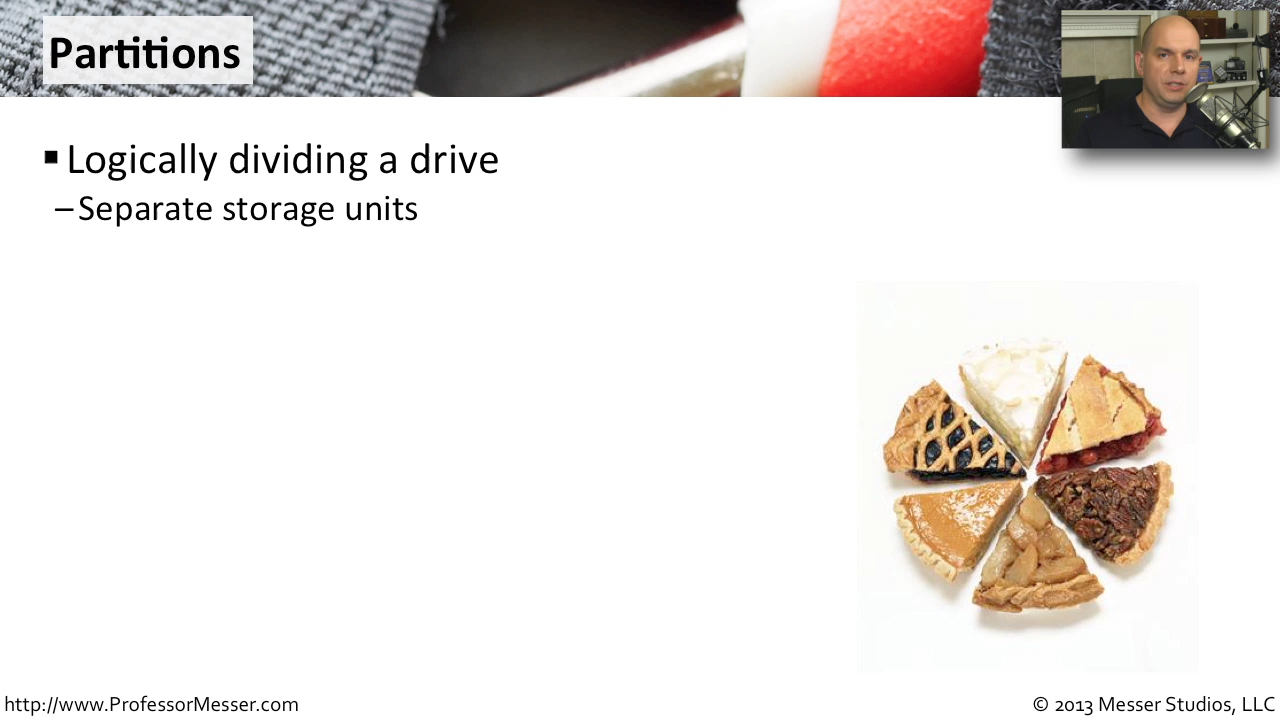 Partitions
▪ Logically dividing a drive
– Separate storage units
http://www.ProfessorMesser.com
© 2013 Messer Studios, LLC